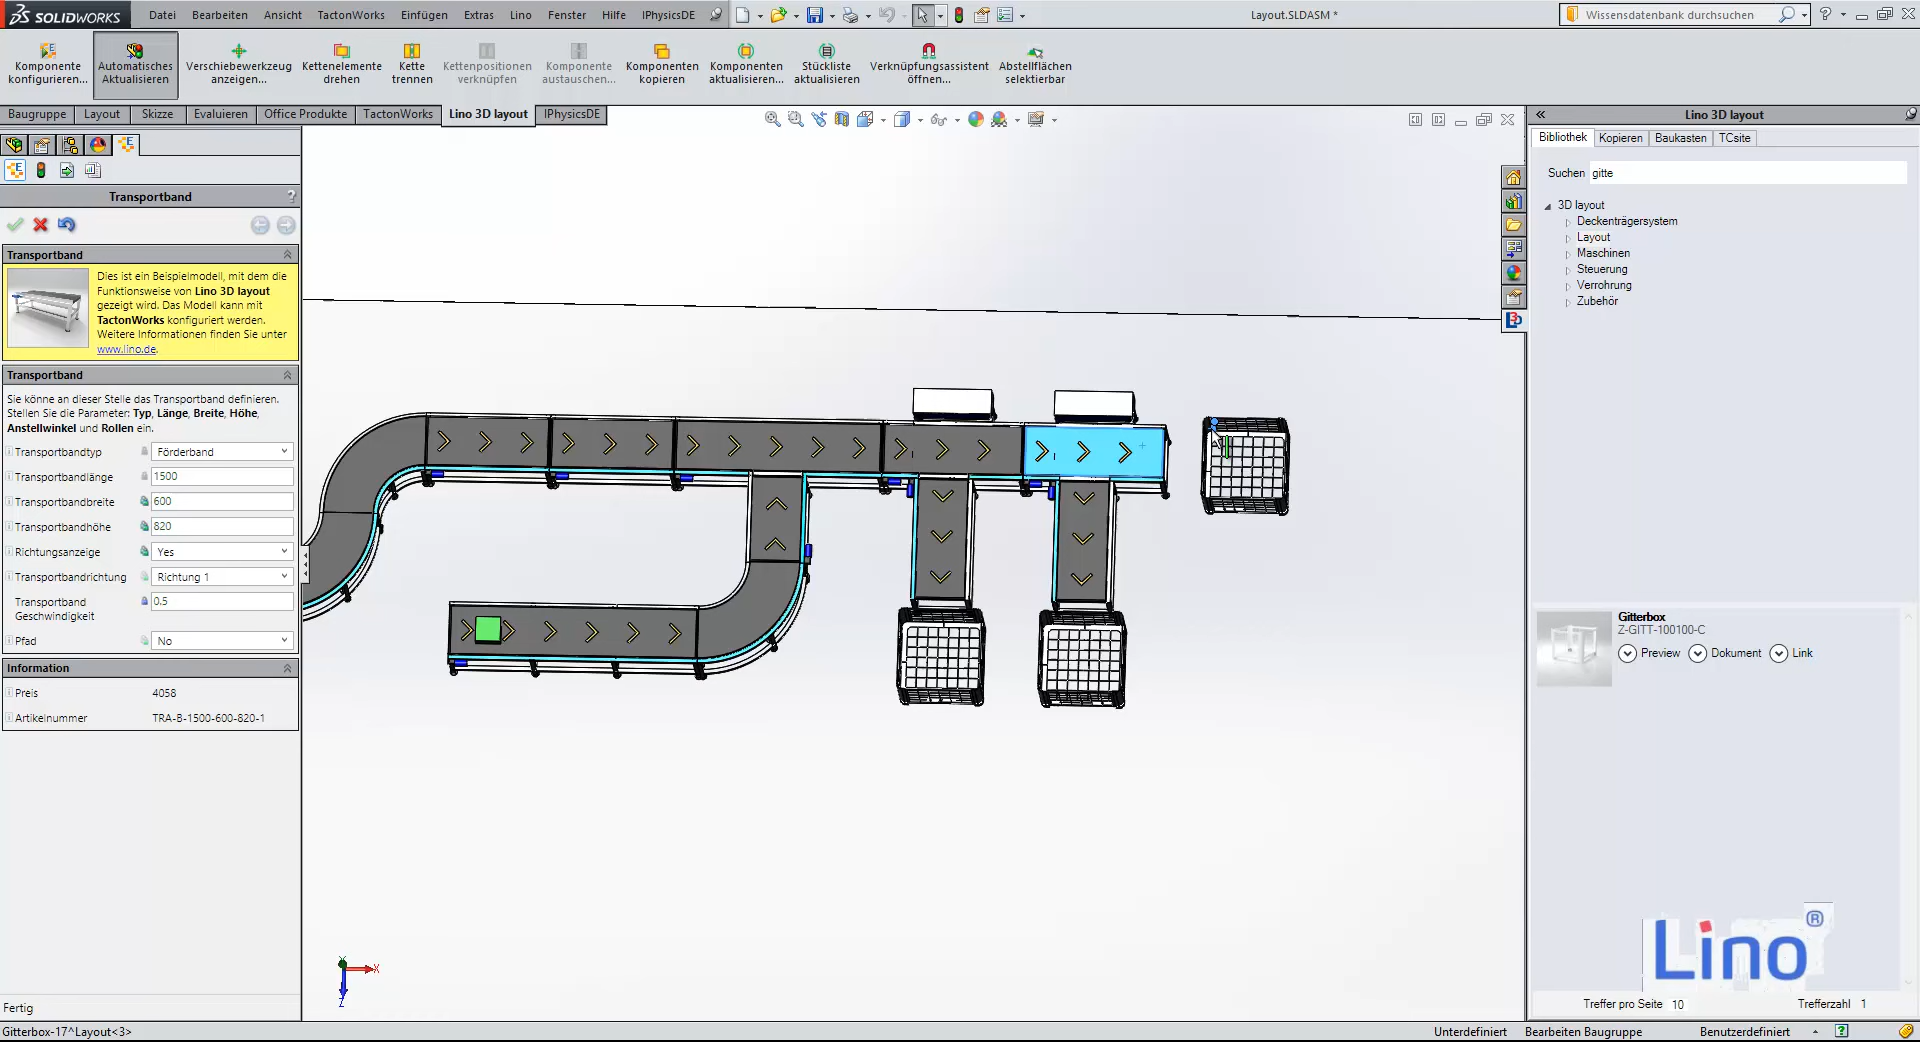 SOLIDWORKS Datei Bearbeiten Ansicht TactonWorks Einfügen Extras Lino Fenster Hilfe IPhysicsDE Layout.SLDASM * Wissensdatenbank durchsuchen ?
Komponente konfigurieren...
Automatisches Aktualisieren
Verschiebewerkzeug anzeigen...
Kettenelemente drehen
Kette trennen
Kettenpositionen verknüpfen
Komponente austauschen...
Komponenten kopieren
Komponenten aktualisieren...
Stückliste aktualisieren
Verknüpfungsassistent öffnen...
Abstellflächen selektierbar
Baugruppe Layout Skizze Evaluieren Office Produkte TactonWorks Lino 3D layout IPhysicsDE
Transportband ?
Transportband
Dies ist ein Beispielmodell, mit dem die
Funktionsweise von Lino 3D layout
gezeigt wird. Das Modell kann mit
TactonWorks konfiguriert werden.
Weitere Informationen finden Sie unter
www.lino.de.
Transportband
Sie könne an dieser Stelle das Transportband definieren.
Stellen Sie die Parameter: Typ, Länge, Breite, Höhe,
Anstellwinkel und Rollen ein.
Transportbandtyp Förderband
Transportbandlänge 1500
Transportbandbreite 600
Transportbandhöhe 820
Richtungsanzeige Yes
Transportbandrichtung Richtung 1
Transportband 0.5
Geschwindigkeit
Pfad No
Information
Preis 4058
Artikelnummer TRA-B-1500-600-820-1
Fertig
X
Z
Lino 3D layout
Bibliothek Kopieren Baukasten TCsite
Suchen gitte
3D layout
Deckenträgersystem
Layout
Maschinen
Steuerung
Verrohrung
Zubehör
Gitterbox
Z-GITT-100100-C
Preview Dokument Link
Lino ®
Treffer pro Seite 10 Trefferzahl 1
Gitterbox-17^Layout<3> Unterdefiniert Bearbeiten Baugruppe Benutzerdefiniert ?